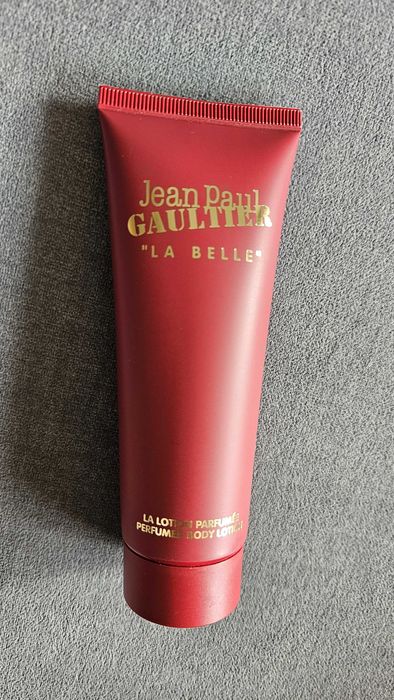 Jean Paul
GAULTIER
"LA BELLE"
LA LOTION PARFUMÉE
PERFUMED BODY LOTION